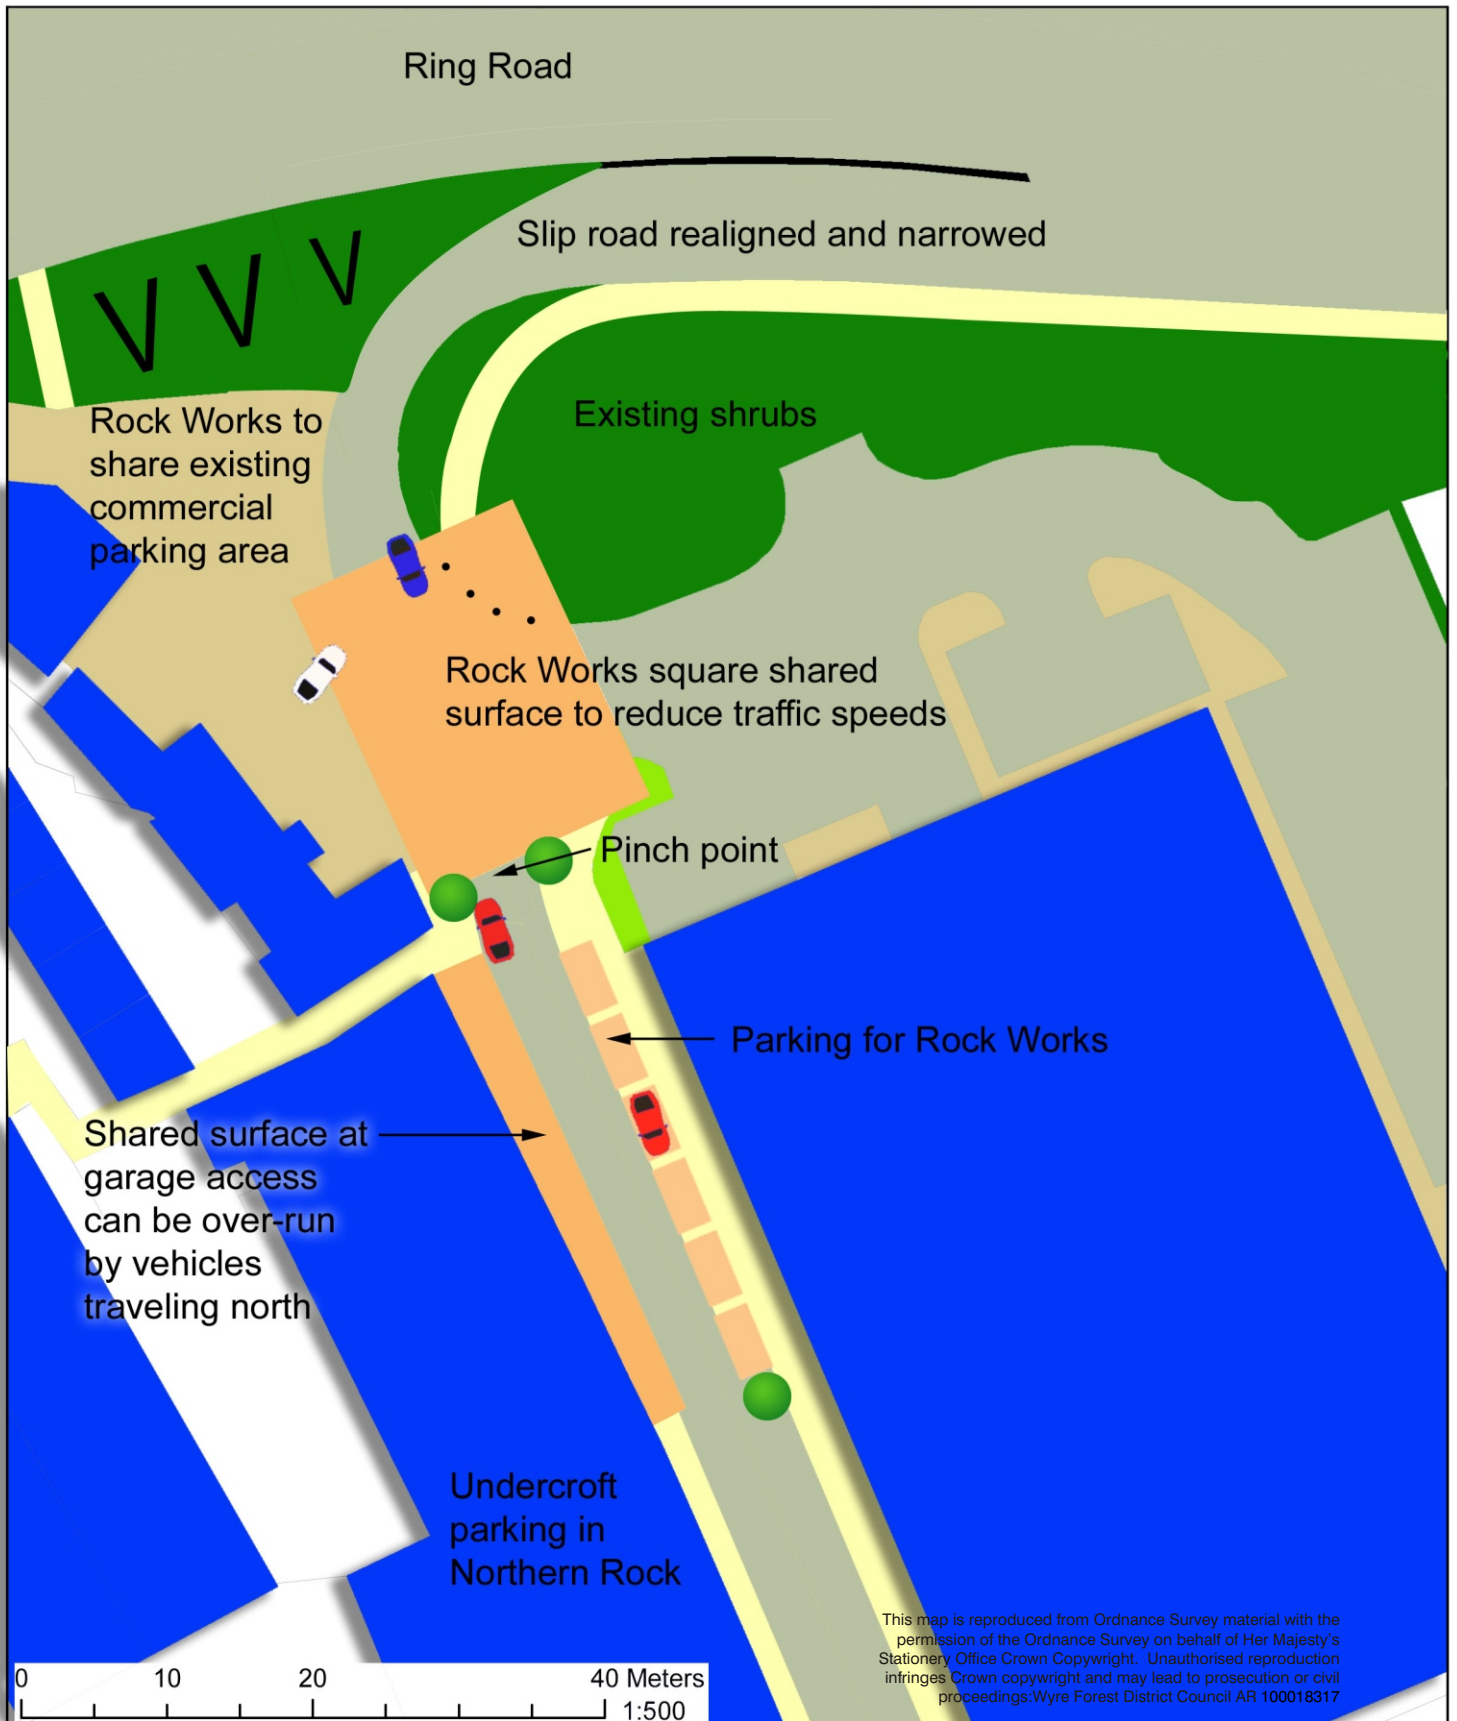 Ring Road
Slip road realigned and narrowed
Rock Works to
share existing
commercial
parking area
Existing shrubs
Rock Works square shared
surface to reduce traffic speeds
Pinch point
Parking for Rock Works
Shared surface at
garage access
can be over-run
by vehicles
traveling north
Undercroft
parking in
Northern Rock
This map is reproduced from Ordnance Survey material with the
permission of the Ordnance Survey on behalf of Her Majesty's
Stationery Office Crown Copyright. Unauthorised reproduction
infringes Crown copyright and may lead to prosecution or civil
proceedings:Wyre Forest District Council AR 100018317
0 10 20 40 Meters
1:500